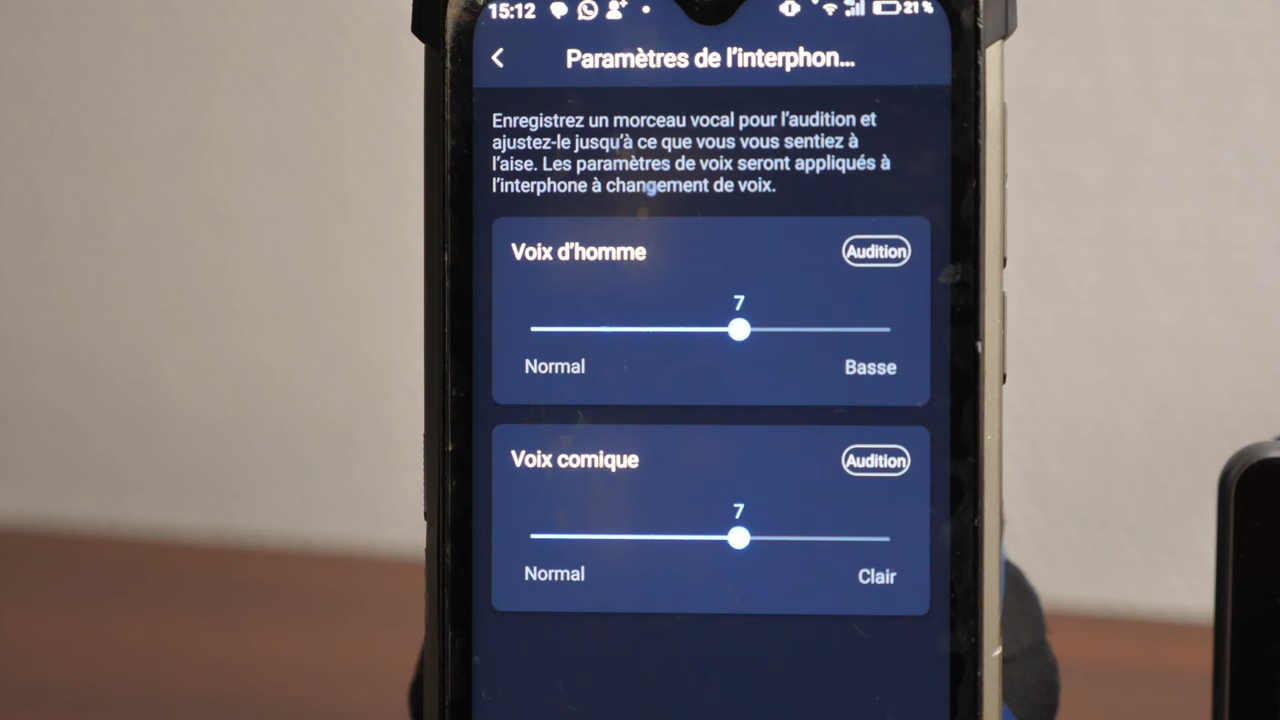 15:12 21 %
Paramètres de l'interphon...
Enregistrez un morceau vocal pour l'audition et
ajustez-le jusqu'à ce que vous vous sentiez à
l'aise. Les paramètres de voix seront appliqués à
l'interphone à changement de voix.
Voix d'homme Audition
7
Normal Basse
Voix comique Audition
7
Normal Clair